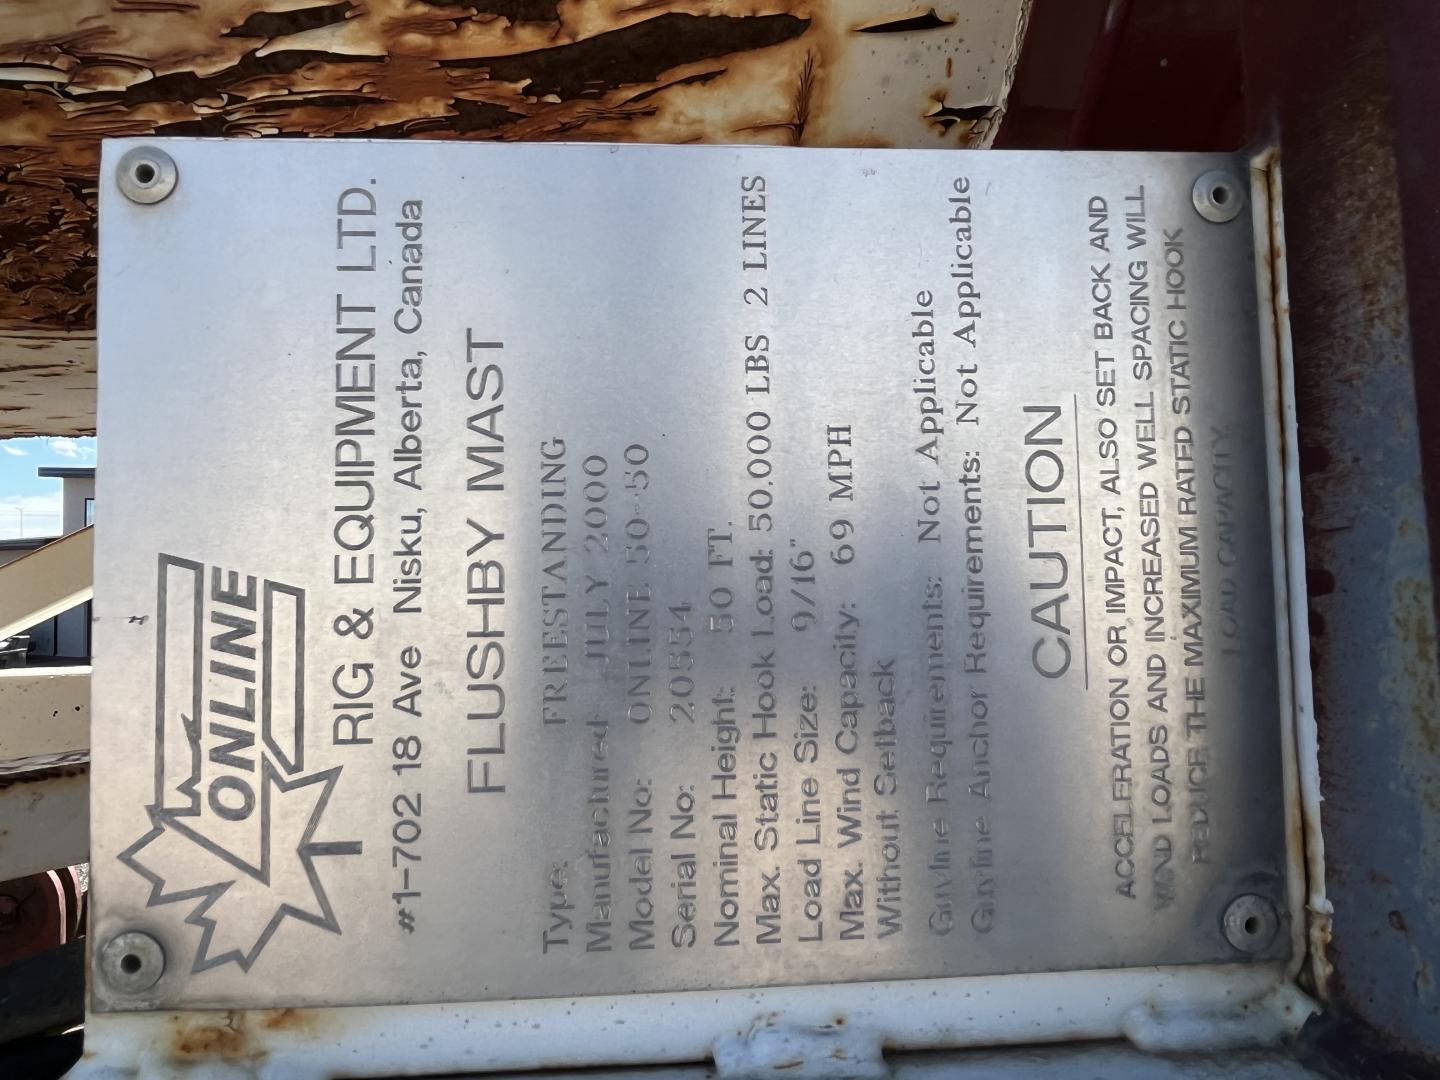 ONLINE
RIG & EQUIPMENT LTD.
#1-702 18 Ave Nisku, Alberta, Canada
FLUSHBY MAST
Type: FREESTANDING
Manufactured: JULY 2000
Model No: ONLINE 50-50
Serial No: 20554
Nominal Height: 50 FT.
Max. Static Hook Load: 50.000 LBS 2 LINES
Load Line Size: 9/16"
Max. Wind Capacity: 69 MPH
Without Setback
Guyline Requirements: Not Applicable
Guyline Anchor Requirements: Not Applicable
CAUTION
ACCELERATION OR IMPACT, ALSO SET BACK AND
WIND LOADS AND INCREASED WELL SPACING WILL
REDUCE THE MAXIMUM RATED STATIC HOOK
LOAD CAPACITY.